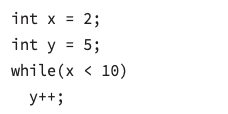 int x = 2;
int y = 5;
while(x < 10)
  y++;